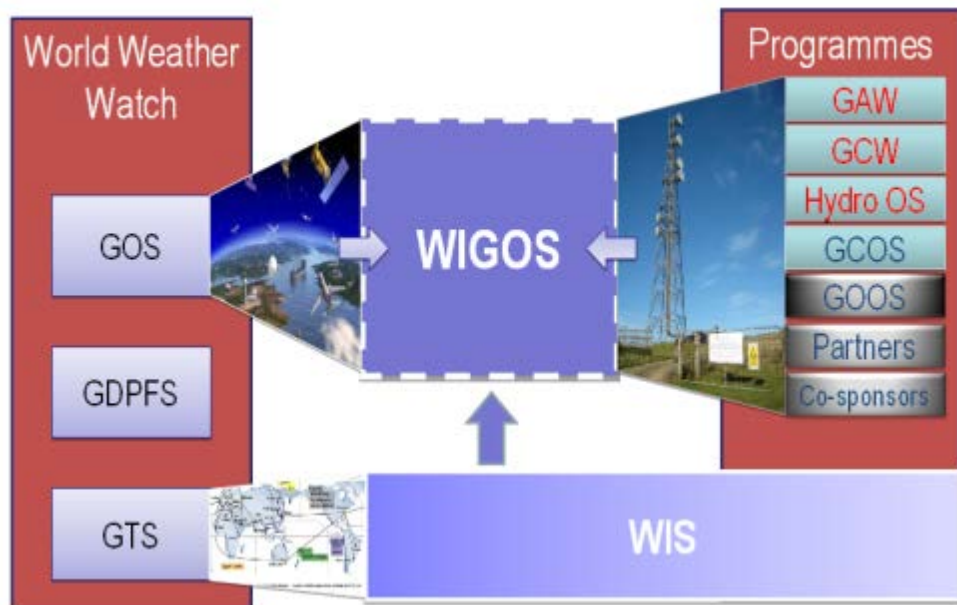 World Weather
Watch
GOS
GDPFS
GTS
WIGOS
WIS
Programmes
GAW
GCW
Hydro OS
GCOS
GOOS
Partners
Co-sponsors